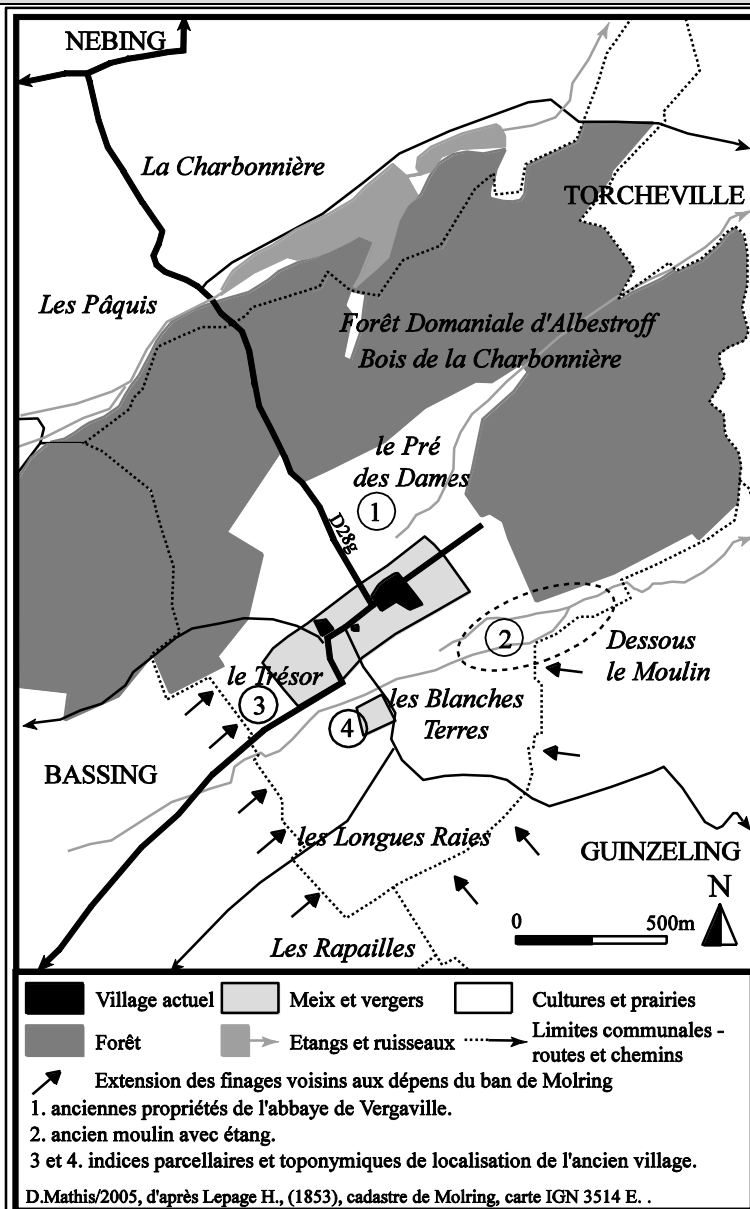 NEBING
La Charbonnière
TORCHEVILLE
Les Pâquis
Forêt Domaniale d'Albestroff
Bois de la Charbonnière
le Pré
des Dames
1
D28g
2
Dessous
le Moulin
le Trésor
3
les Blanches
Terres
4
BASSING
les Longues Raies
GUINZELING
N
0 500m
Les Rapailles
Village actuel
Meix et vergers
Cultures et prairies
Forêt
Etangs et ruisseaux
Limites communales -
routes et chemins
Extension des finages voisins aux dépens du ban de Molring
1. anciennes propriétés de l'abbaye de Vergaville.
2. ancien moulin avec étang.
3 et 4. indices parcellaires et toponymiques de localisation de l'ancien village.
D.Mathis/2005, d'après Lepage H., (1853), cadastre de Molring, carte IGN 3514 E. .